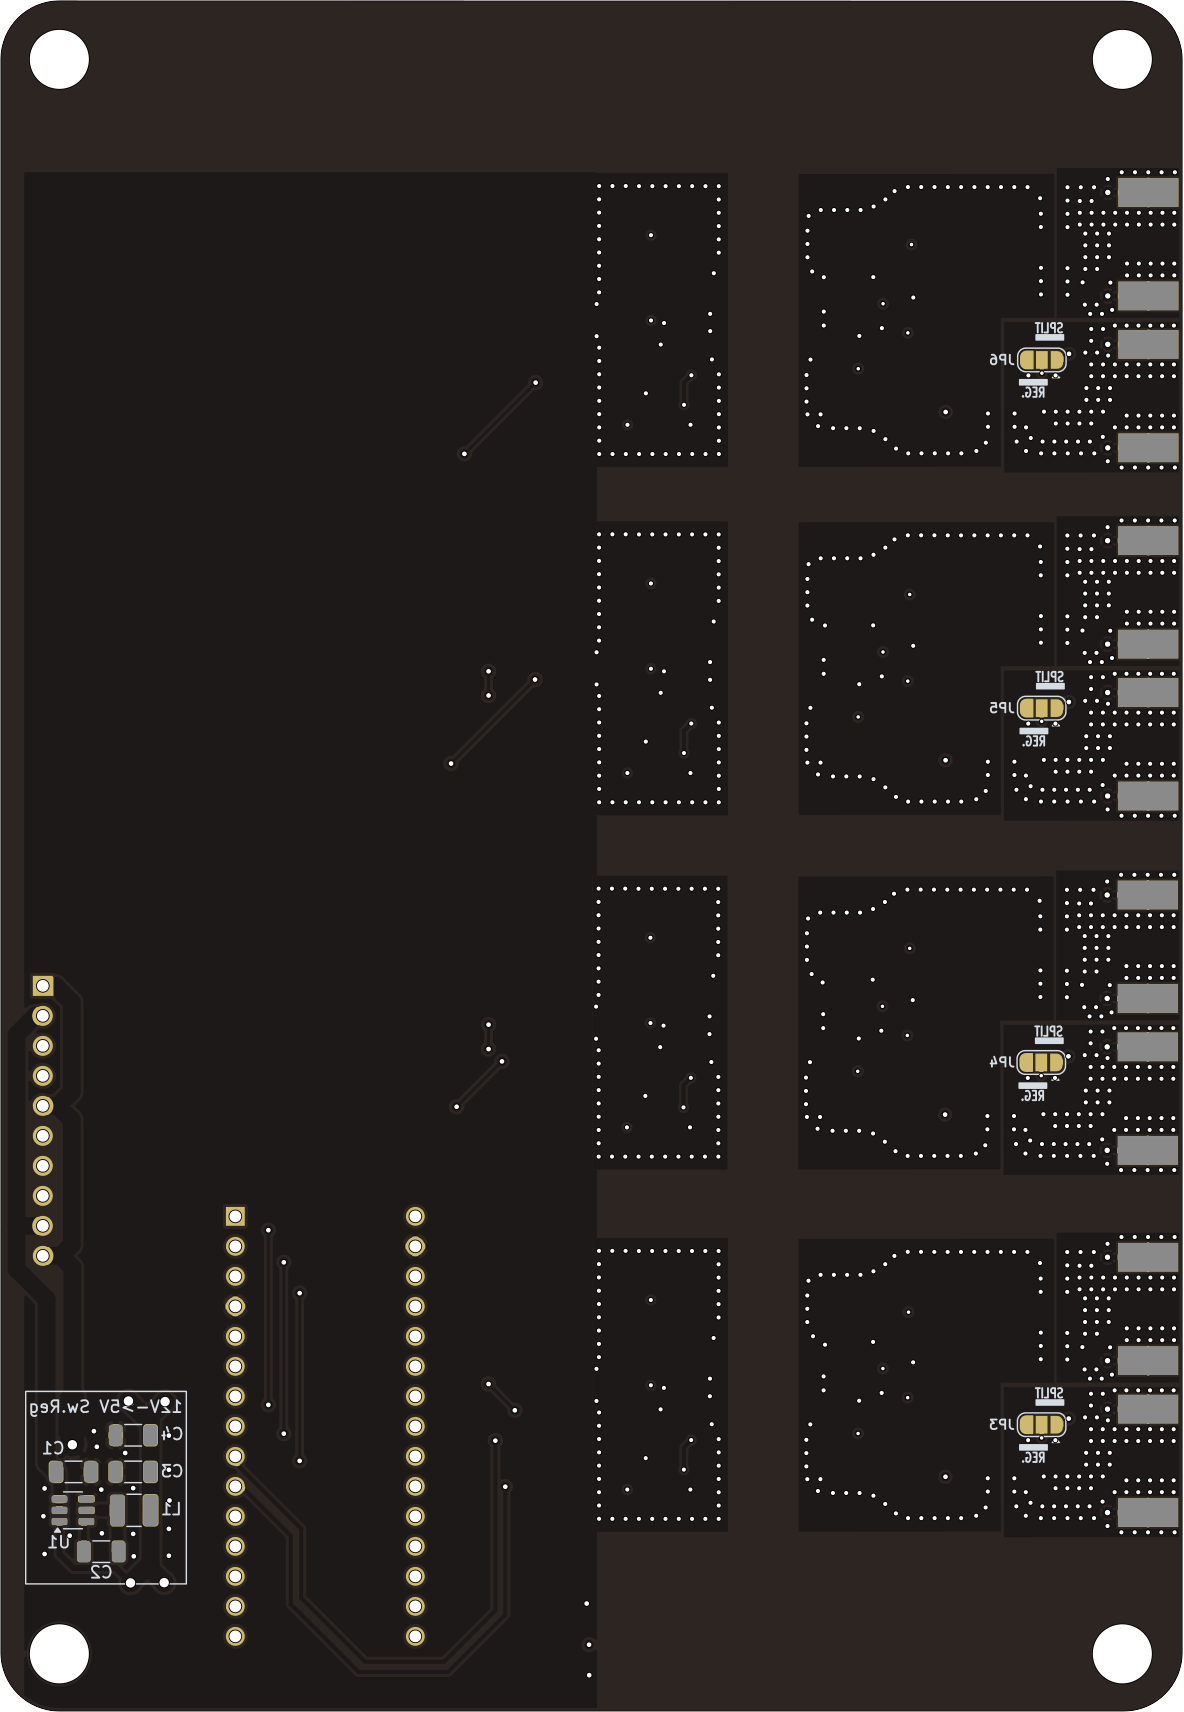 SPLIT
JP6
REG.
SPLIT
JP5
REG.
SPLIT
JP4
REG.
SPLIT
JP3
REG.
12V->5V Sw.Reg
C4
C1
C3
L1
U1
C2